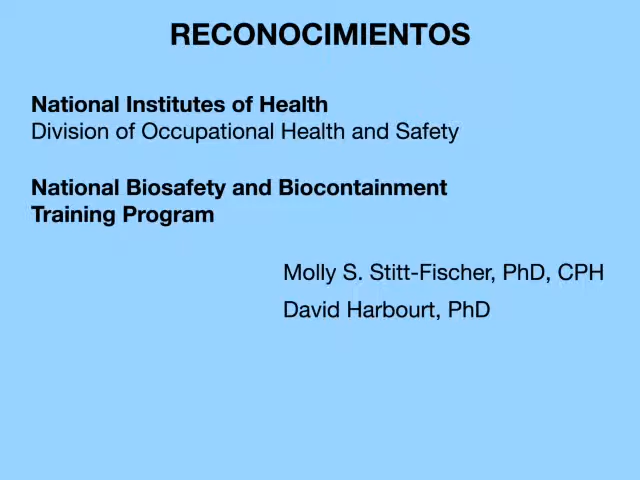 RECONOCIMIENTOS
National Institutes of Health
Division of Occupational Health and Safety
National Biosafety and Biocontainment
Training Program
Molly S. Stitt-Fischer, PhD, CPH
David Harbourt, PhD